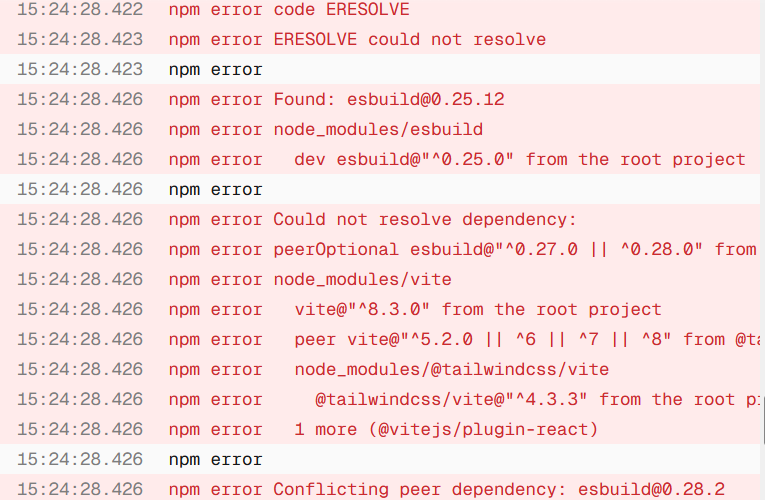 15:24:28.422 npm error code ERESOLVE
15:24:28.423 npm error ERESOLVE could not resolve
15:24:28.423 npm error
15:24:28.426 npm error Found: esbuild@0.25.12
15:24:28.426 npm error node_modules/esbuild
15:24:28.426 npm error   dev esbuild@"^0.25.0" from the root project
15:24:28.426 npm error
15:24:28.426 npm error Could not resolve dependency:
15:24:28.426 npm error peerOptional esbuild@"^0.27.0 || ^0.28.0" from
15:24:28.426 npm error node_modules/vite
15:24:28.426 npm error   vite@"^8.3.0" from the root project
15:24:28.426 npm error   peer vite@"^5.2.0 || ^6 || ^7 || ^8" from @ta
15:24:28.426 npm error   node_modules/@tailwindcss/vite
15:24:28.426 npm error     @tailwindcss/vite@"^4.3.3" from the root
15:24:28.426 npm error   1 more (@vitejs/plugin-react)
15:24:28.426 npm error
15:24:28.426 npm error Conflicting peer dependency: esbuild@0.28.2